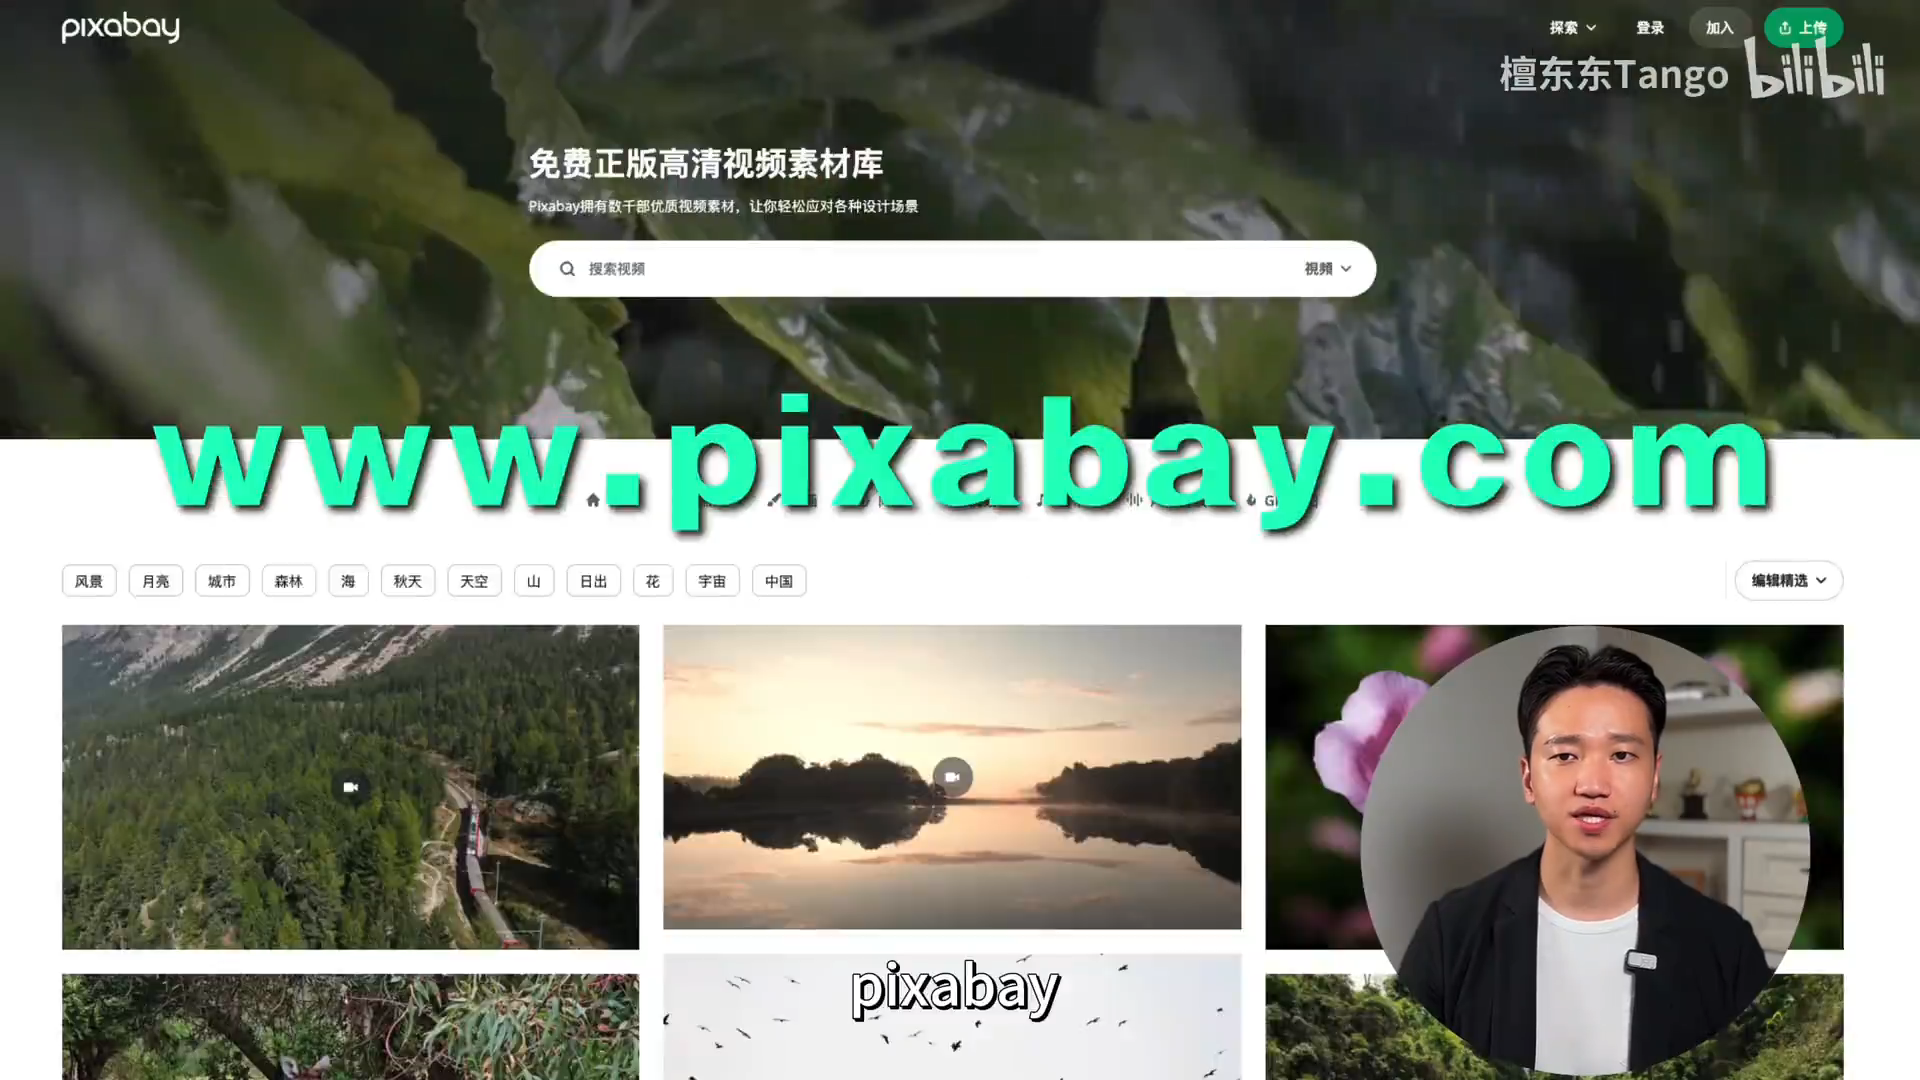 pixabay
探索
登录
加入
上传
檀东东Tango bilibili
免费正版高清视频素材库
Pixabay拥有数千部优质视频素材，让你轻松应对各种设计场景
搜索视频
視頻
www.pixabay.com
风景
月亮
城市
森林
海
秋天
天空
山
日出
花
宇宙
中国
编辑精选
pixabay